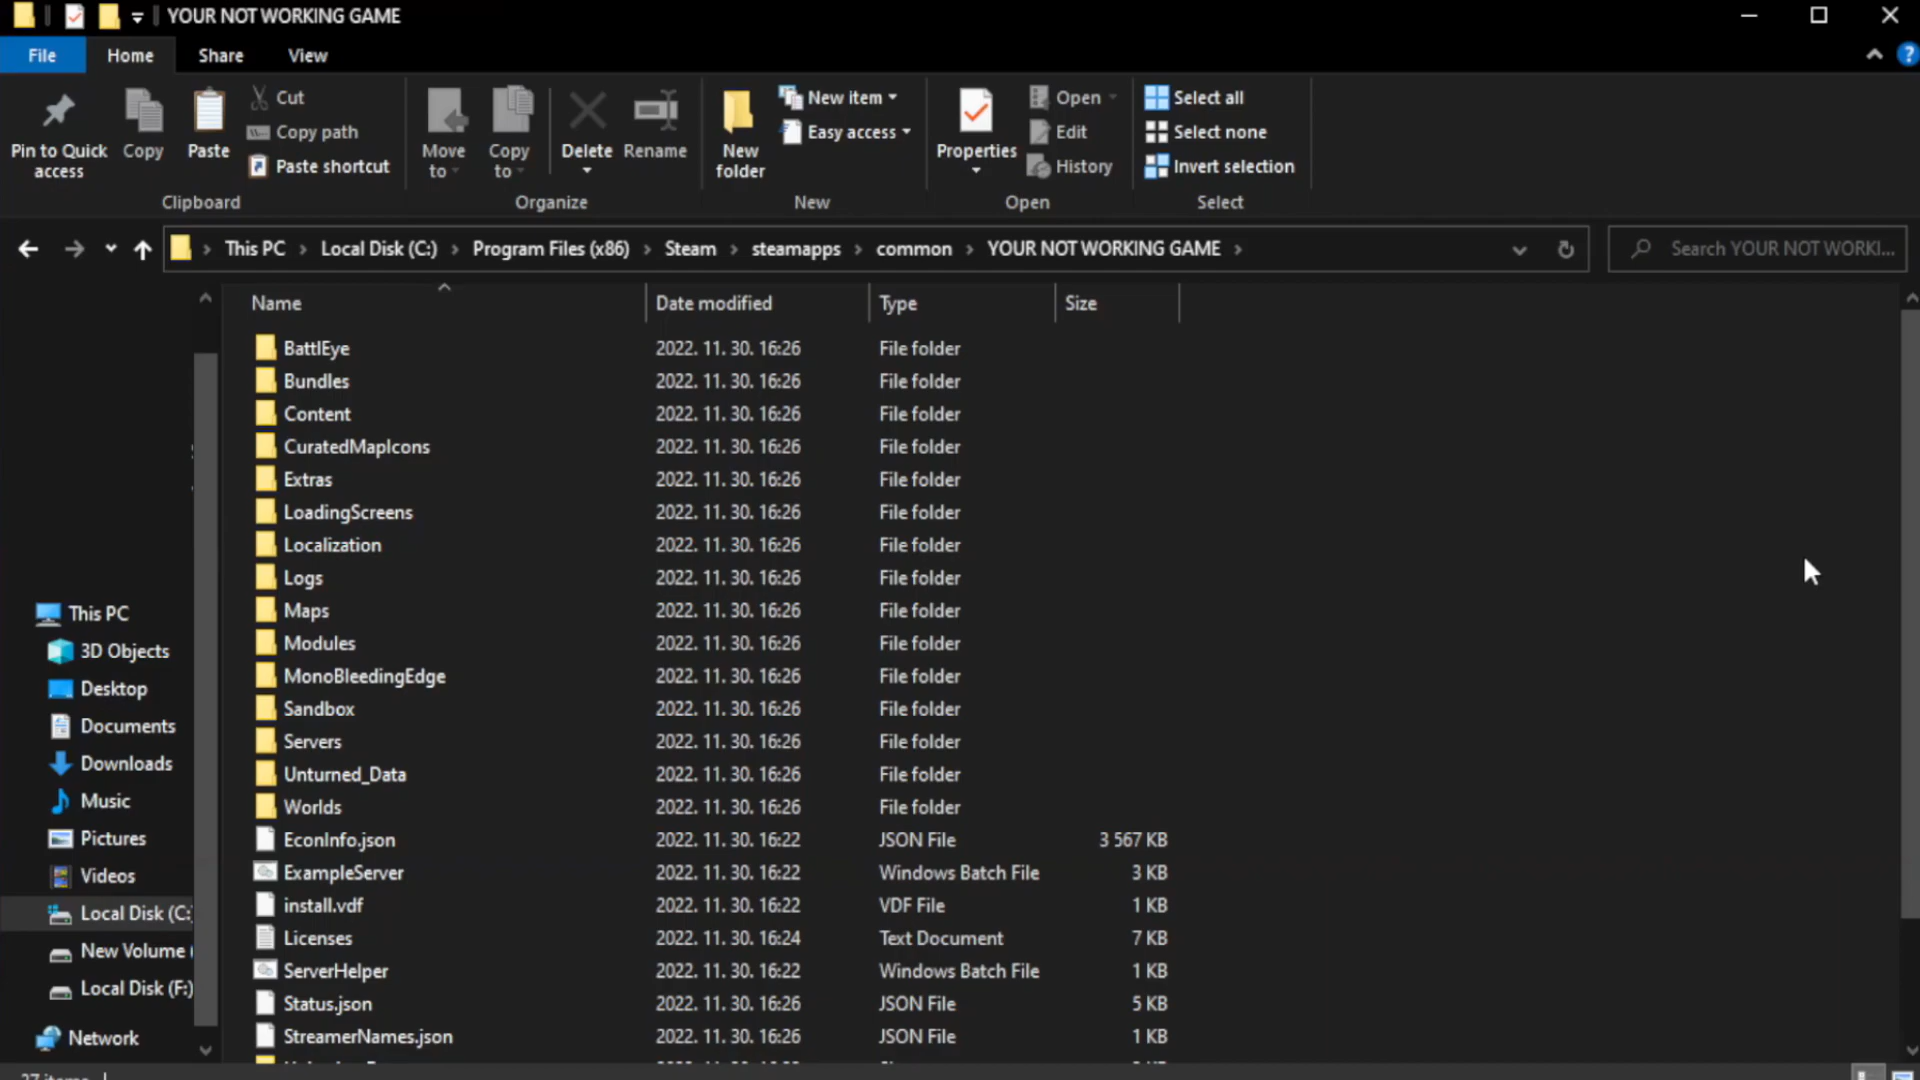 YOUR NOT WORKING GAME
File Home Share View
Pin to Quick access
Copy
Paste
Cut
Copy path
Paste shortcut
Clipboard
Move to
Copy to
Delete
Rename
Organize
New folder
New item
Easy access
New
Properties
Open
Edit
History
Open
Select all
Select none
Invert selection
Select
This PC > Local Disk (C:) > Program Files (x86) > Steam > steamapps > common > YOUR NOT WORKING GAME >
Search YOUR NOT WORKI...
This PC
3D Objects
Desktop
Documents
Downloads
Music
Pictures
Videos
Local Disk (C:
New Volume (
Local Disk (F:)
Network
Name Date modified Type Size
BattlEye 2022. 11. 30. 16:26 File folder
Bundles 2022. 11. 30. 16:26 File folder
Content 2022. 11. 30. 16:26 File folder
CuratedMapIcons 2022. 11. 30. 16:26 File folder
Extras 2022. 11. 30. 16:26 File folder
LoadingScreens 2022. 11. 30. 16:26 File folder
Localization 2022. 11. 30. 16:26 File folder
Logs 2022. 11. 30. 16:26 File folder
Maps 2022. 11. 30. 16:26 File folder
Modules 2022. 11. 30. 16:26 File folder
MonoBleedingEdge 2022. 11. 30. 16:26 File folder
Sandbox 2022. 11. 30. 16:26 File folder
Servers 2022. 11. 30. 16:26 File folder
Unturned_Data 2022. 11. 30. 16:26 File folder
Worlds 2022. 11. 30. 16:26 File folder
EconInfo.json 2022. 11. 30. 16:22 JSON File 3 567 KB
ExampleServer 2022. 11. 30. 16:22 Windows Batch File 3 KB
install.vdf 2022. 11. 30. 16:22 VDF File 1 KB
Licenses 2022. 11. 30. 16:24 Text Document 7 KB
ServerHelper 2022. 11. 30. 16:22 Windows Batch File 1 KB
Status.json 2022. 11. 30. 16:26 JSON File 5 KB
StreamerNames.json 2022. 11. 30. 16:26 JSON File 1 KB